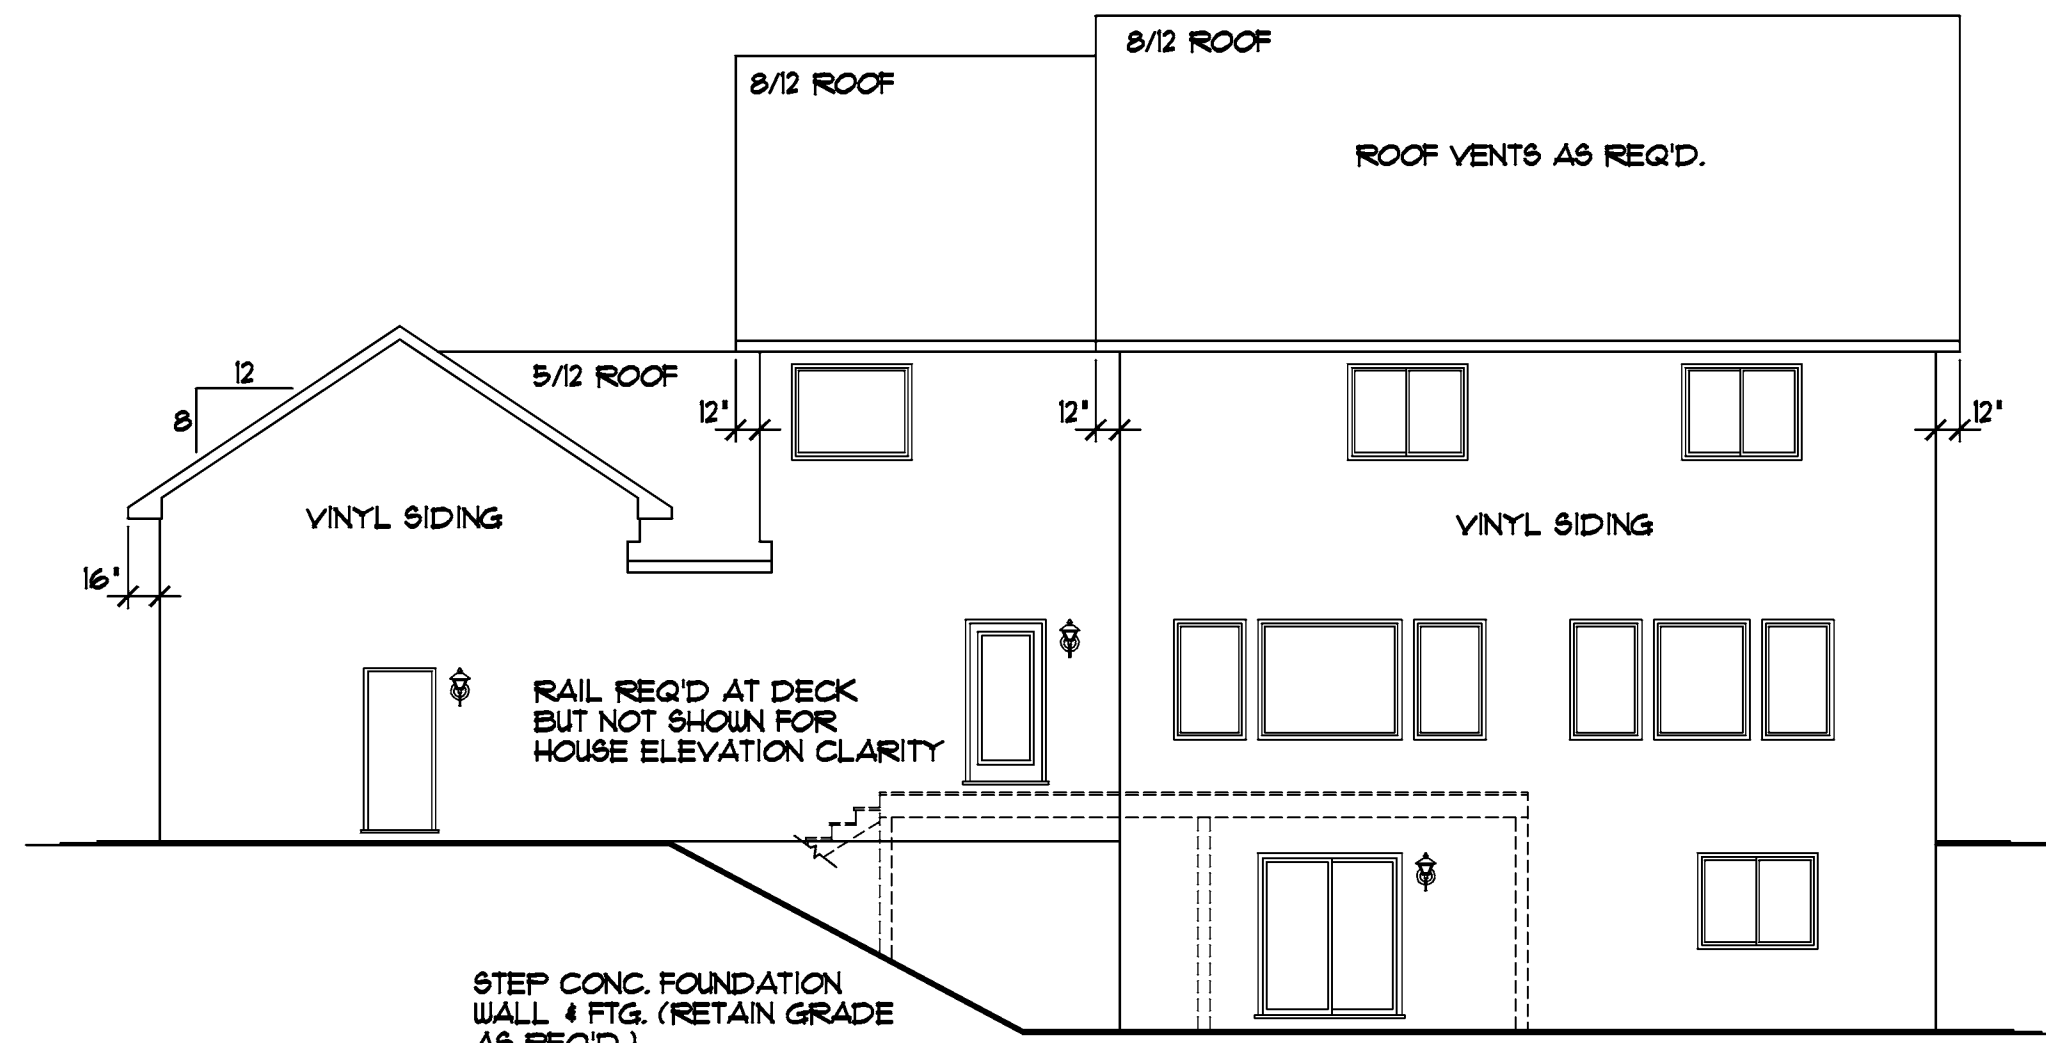 8/12 ROOF
8/12 ROOF
ROOF VENTS AS REQ'D.
12
8
5/12 ROOF
12"
12"
12"
VINYL SIDING
VINYL SIDING
16"
RAIL REQ'D AT DECK
BUT NOT SHOWN FOR
HOUSE ELEVATION CLARITY
STEP CONC. FOUNDATION
WALL & FTG. (RETAIN GRADE
AS REQ'D.)